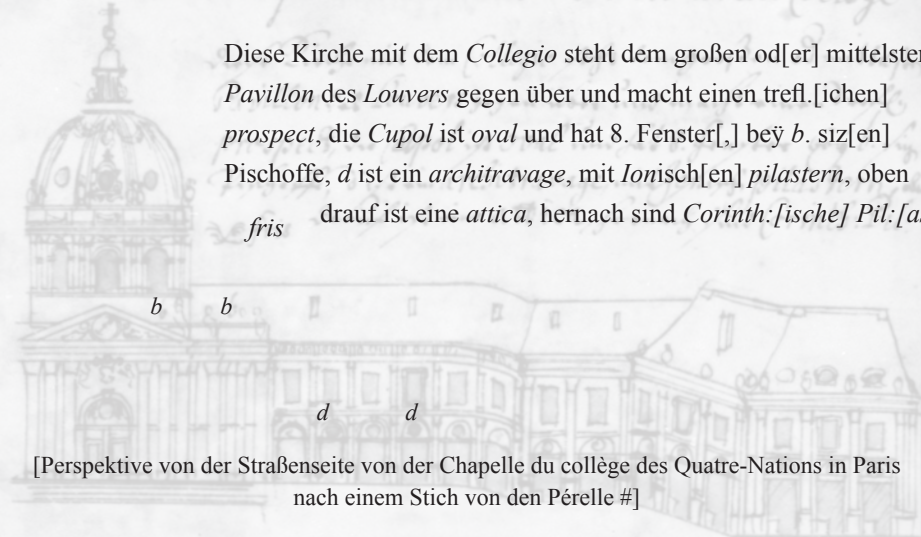 Diese Kirche mit dem Collegio steht dem großen od[er] mittelsten
Pavillon des Louvers gegen über und macht einen trefl.[ichen]
prospect, die Cupol ist oval und hat 8. Fenster[,] beÿ b. siz[en]
Pischoffe, d ist ein architravage, mit Ionisch[en] pilastern, oben
fris drauf ist eine attica, hernach sind Corinth:[ische] Pil:[a
b b
d d
[Perspektive von der Straßenseite von der Chapelle du collège des Quatre-Nations in Paris
nach einem Stich von den Pérelle #]